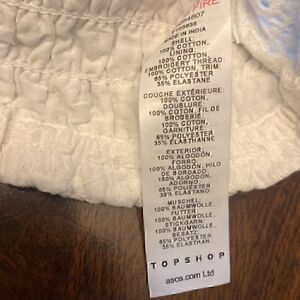 FIRE
MADE IN INDIA
SHELL:
100% COTTON,
LINING:
100% COTTON,
EMBROIDERY THREAD:
100% COTTON, TRIM:
65% POLYESTER
35% ELASTANE
COUCHE EXTÉRIEURE:
100% COTON,
DOUBLURE:
100% COTON, FIL DE
BRODERIE:
100% COTON,
GARNITURE:
65% POLYESTER
35% ÉLASTHANNE
EXTERIOR:
100% ALGODÓN,
FORRO:
100% ALGODÓN, HILO
DE BORDADO
100% ALGODÓN,
ADORNO:
65% POLIÉSTER
35% ELASTANO
MUSCHEL:
100% BAUMWOLLE,
FUTTER
100% BAUMWOLLE,
STICKGARN:
100% BAUMWOLLE,
BESATZ:
65% POLYESTER
35% ELASTHAN
TOPSHOP
asos.com Ltd